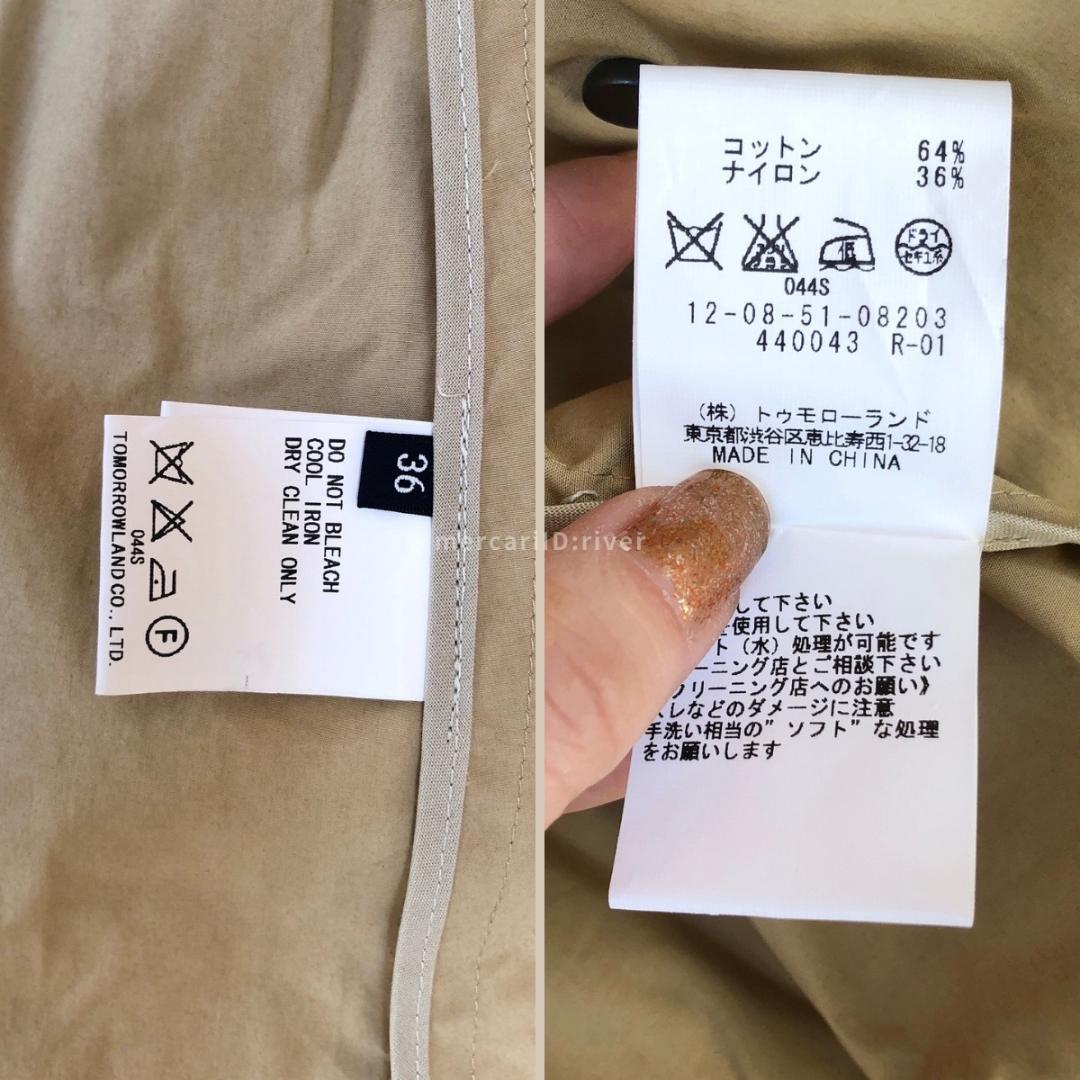 36
DO NOT BLEACH
COOL IRON
DRY CLEAN ONLY
044S
F
TOMORROWLAND CO., LTD.
コットン 64%
ナイロン 36%
低
ドライ
セキユ系
044S
12-08-51-08203
440043 R-01
(株) トゥモローランド
東京都渋谷区恵比寿西1-32-18
MADE IN CHINA
mercariID:river
して下さい
使用して下さい
ト (水) 処理が可能です
ーニング店とご相談下さい
クリーニング店へのお願い》
スレなどのダメージに注意
手洗い相当の”ソフト”な処理
をお願いします